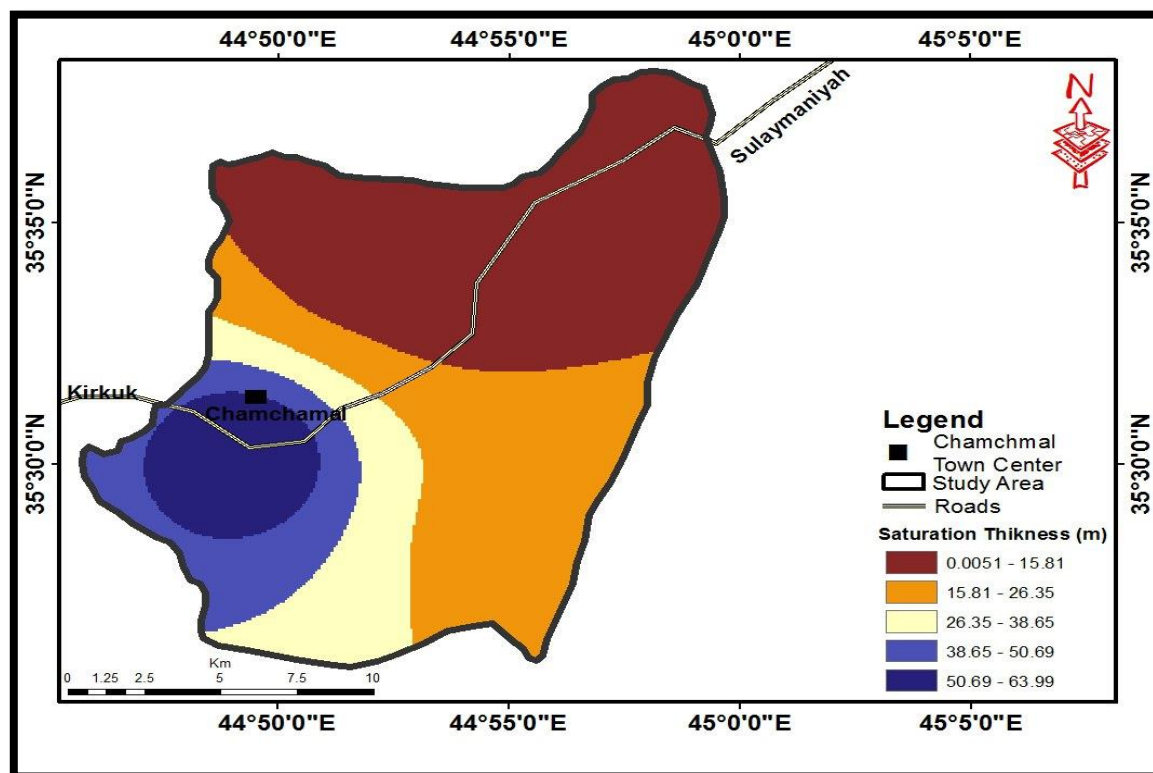 44°50'0"E 44°55'0"E 45°0'0"E 45°5'0"E
N
Sulaymaniyah
35°35'0"N 35°35'0"N
Kirkuk
Chamchamal
35°30'0"N 35°30'0"N
Legend
Chamchmal
Town Center
Study Area
Roads
Saturation Thikness (m)
0.0051 - 15.81
15.81 - 26.35
26.35 - 38.65
38.65 - 50.69
50.69 - 63.99
Km
0 1.25 2.5 5 7.5 10
44°50'0"E 44°55'0"E 45°0'0"E 45°5'0"E